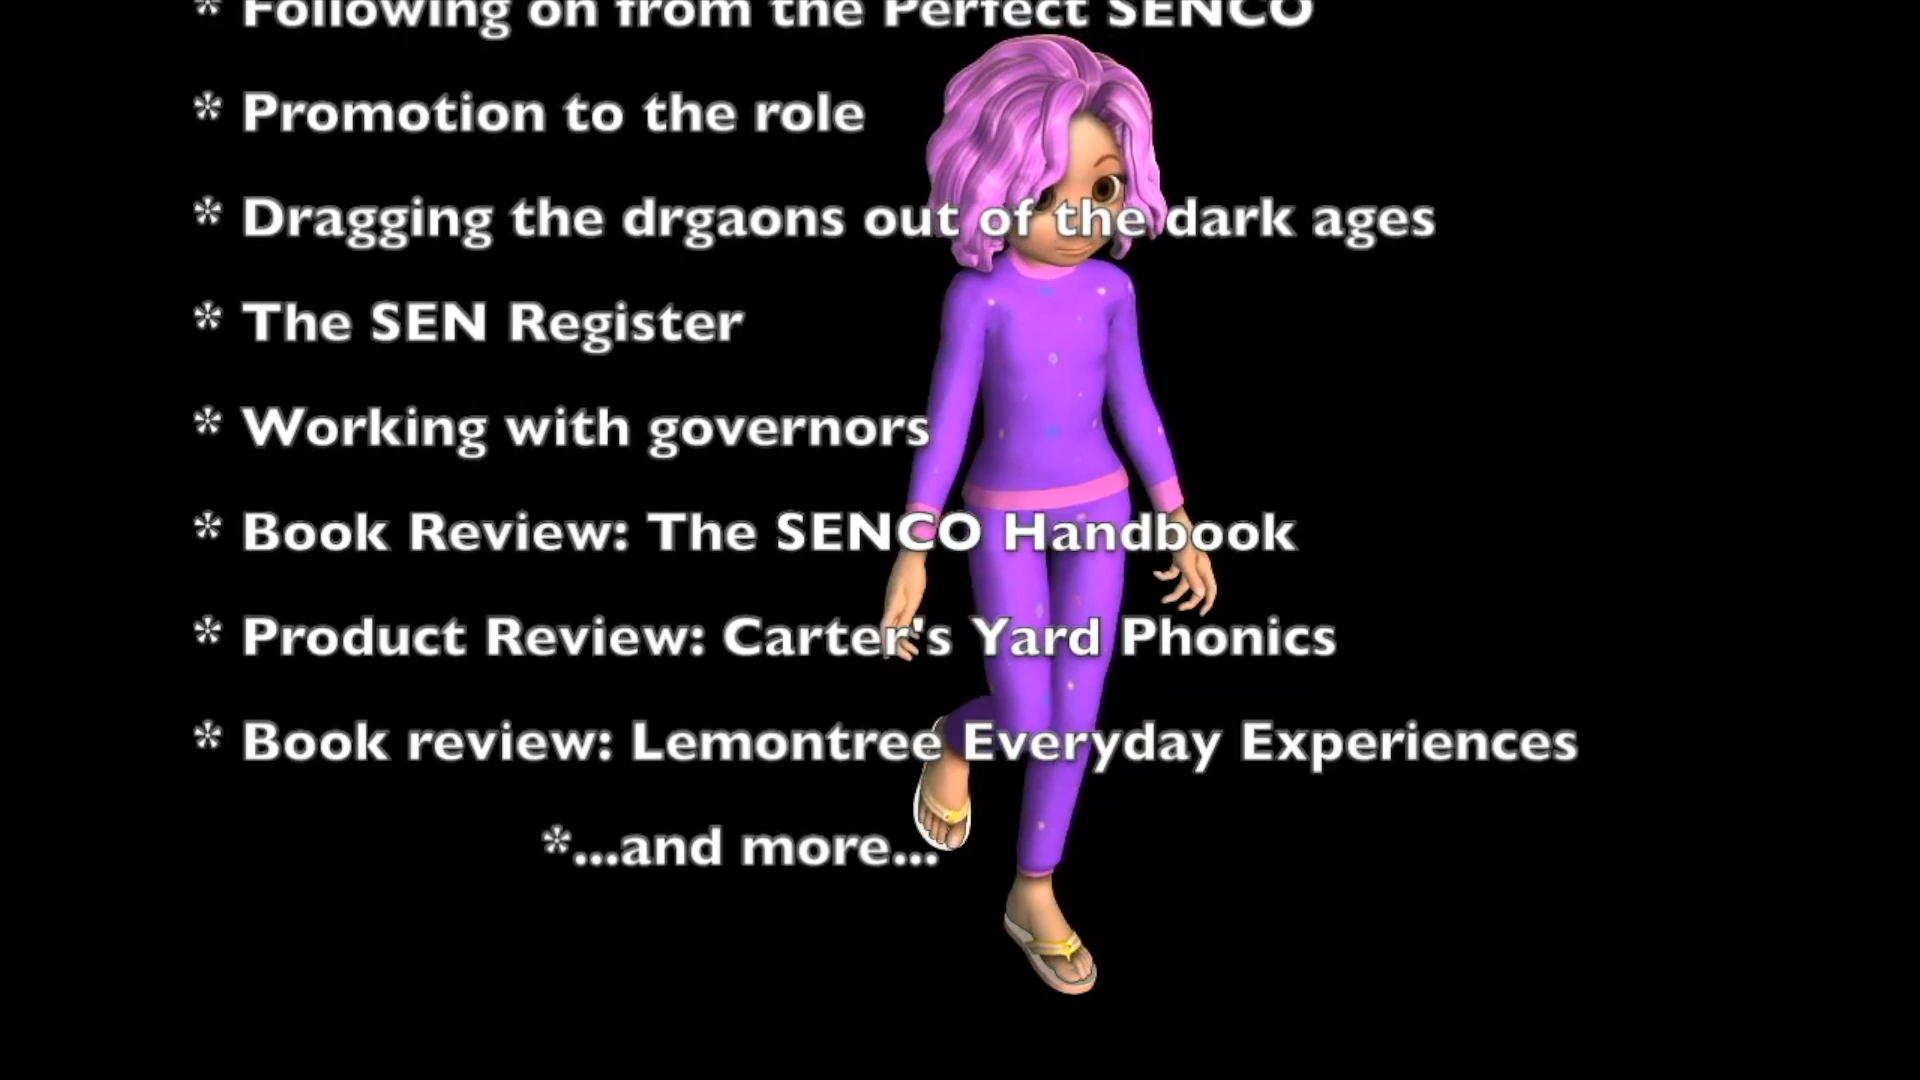 * Following on from the Perfect SENCO
* Promotion to the role
* Dragging the drgaons out of the dark ages
* The SEN Register
* Working with governors
* Book Review: The SENCO Handbook
* Product Review: Carter's Yard Phonics
* Book review: Lemontree Everyday Experiences
*...and more...